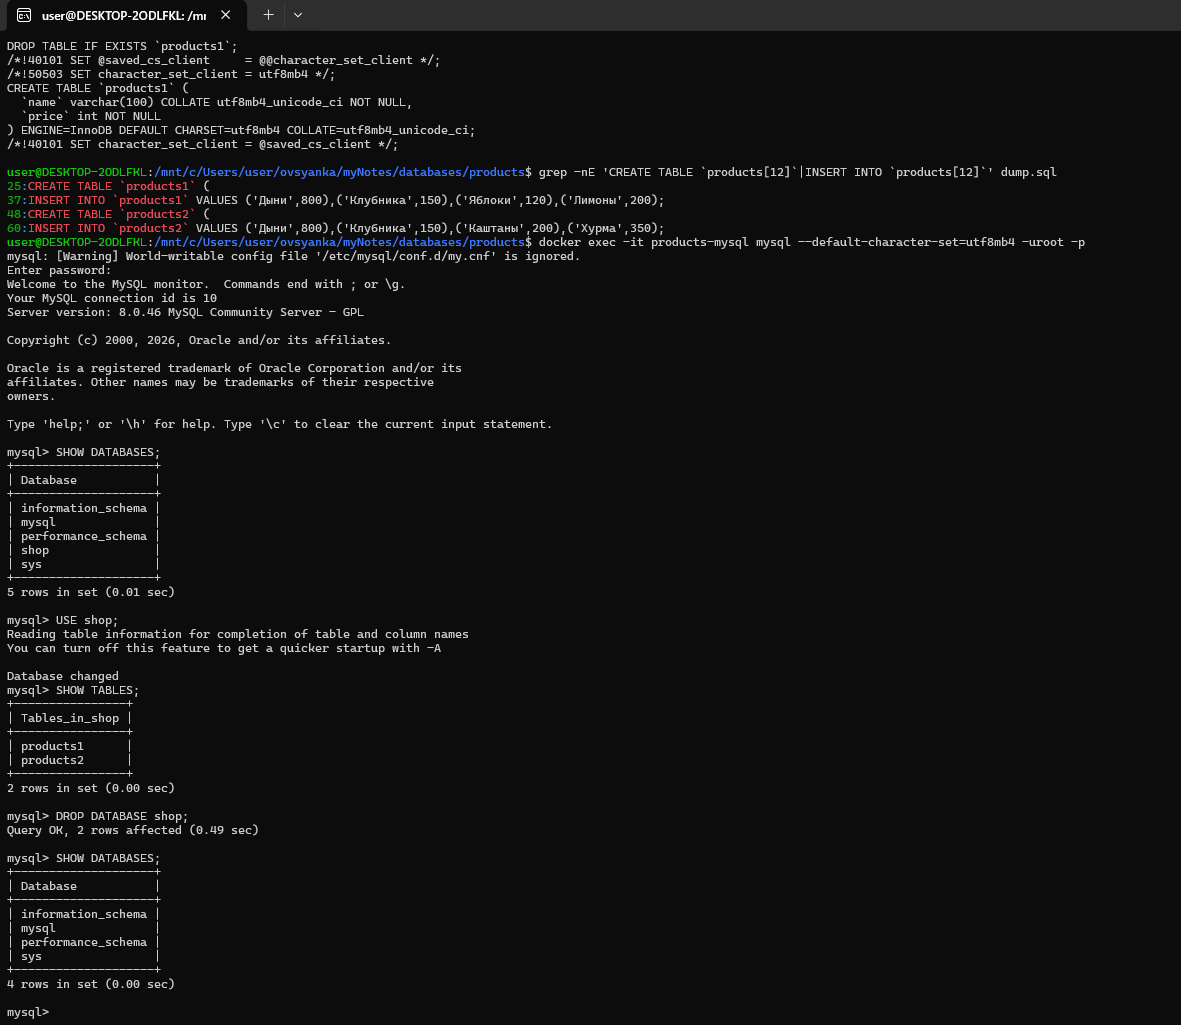 user@DESKTOP-2ODLFKL: /mı
DROP TABLE IF EXISTS `products1`;
/*!40101 SET @saved_cs_client     = @@character_set_client */;
/*!50503 SET character_set_client = utf8mb4 */;
CREATE TABLE `products1` (
  `name` varchar(100) COLLATE utf8mb4_unicode_ci NOT NULL,
  `price` int NOT NULL
) ENGINE=InnoDB DEFAULT CHARSET=utf8mb4 COLLATE=utf8mb4_unicode_ci;
/*!40101 SET character_set_client = @saved_cs_client */;
user@DESKTOP-2ODLFKL:/mnt/c/Users/user/ovsyanka/myNotes/databases/products$ grep -nE 'CREATE TABLE `products[12]`|INSERT INTO `products[12]`' dump.sql
25:CREATE TABLE `products1` (
37:INSERT INTO `products1` VALUES ('Дыни',800),('Клубника',150),('Яблоки',120),('Лимоны',200);
48:CREATE TABLE `products2` (
60:INSERT INTO `products2` VALUES ('Дыни',800),('Клубника',150),('Каштаны',200),('Хурма',350);
user@DESKTOP-2ODLFKL:/mnt/c/Users/user/ovsyanka/myNotes/databases/products$ docker exec -it products-mysql mysql --default-character-set=utf8mb4 -uroot -p
mysql: [Warning] World-writable config file '/etc/mysql/conf.d/my.cnf' is ignored.
Enter password:
Welcome to the MySQL monitor.  Commands end with ; or \g.
Your MySQL connection id is 10
Server version: 8.0.46 MySQL Community Server - GPL
Copyright (c) 2000, 2026, Oracle and/or its affiliates.
Oracle is a registered trademark of Oracle Corporation and/or its
affiliates. Other names may be trademarks of their respective
owners.
Type 'help;' or '\h' for help. Type '\c' to clear the current input statement.
mysql> SHOW DATABASES;
+--------------------+
| Database           |
+--------------------+
| information_schema |
| mysql              |
| performance_schema |
| shop               |
| sys                |
+--------------------+
5 rows in set (0.01 sec)
mysql> USE shop;
Reading table information for completion of table and column names
You can turn off this feature to get a quicker startup with -A
Database changed
mysql> SHOW TABLES;
+----------------+
| Tables_in_shop |
+----------------+
| products1      |
| products2      |
+----------------+
2 rows in set (0.00 sec)
mysql> DROP DATABASE shop;
Query OK, 2 rows affected (0.49 sec)
mysql> SHOW DATABASES;
+--------------------+
| Database           |
+--------------------+
| information_schema |
| mysql              |
| performance_schema |
| sys                |
+--------------------+
4 rows in set (0.00 sec)
mysql>